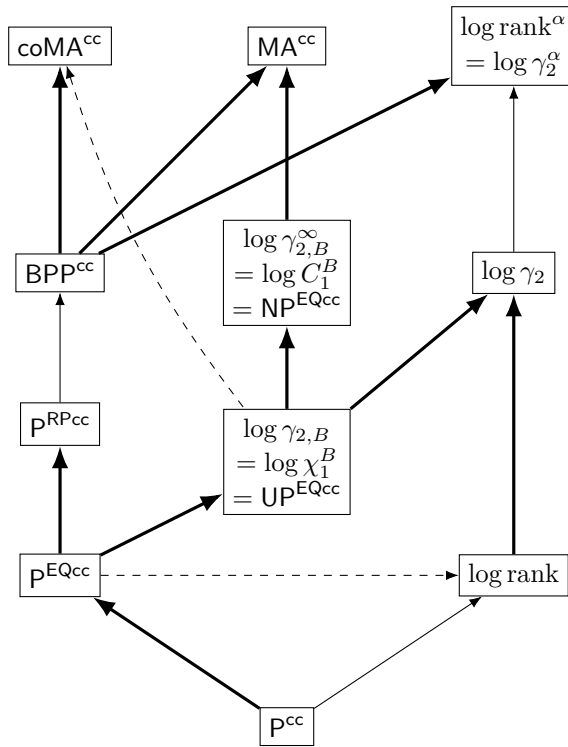 coMA^cc
MA^cc
log rank^α
= log γ_2^α
BPP^cc
log γ_{2,B}^∞
= log C_1^B
= NP^EQcc
log γ_2
P^RPcc
log γ_{2,B}
= log χ_1^B
= UP^EQcc
P^EQcc
log rank
P^cc